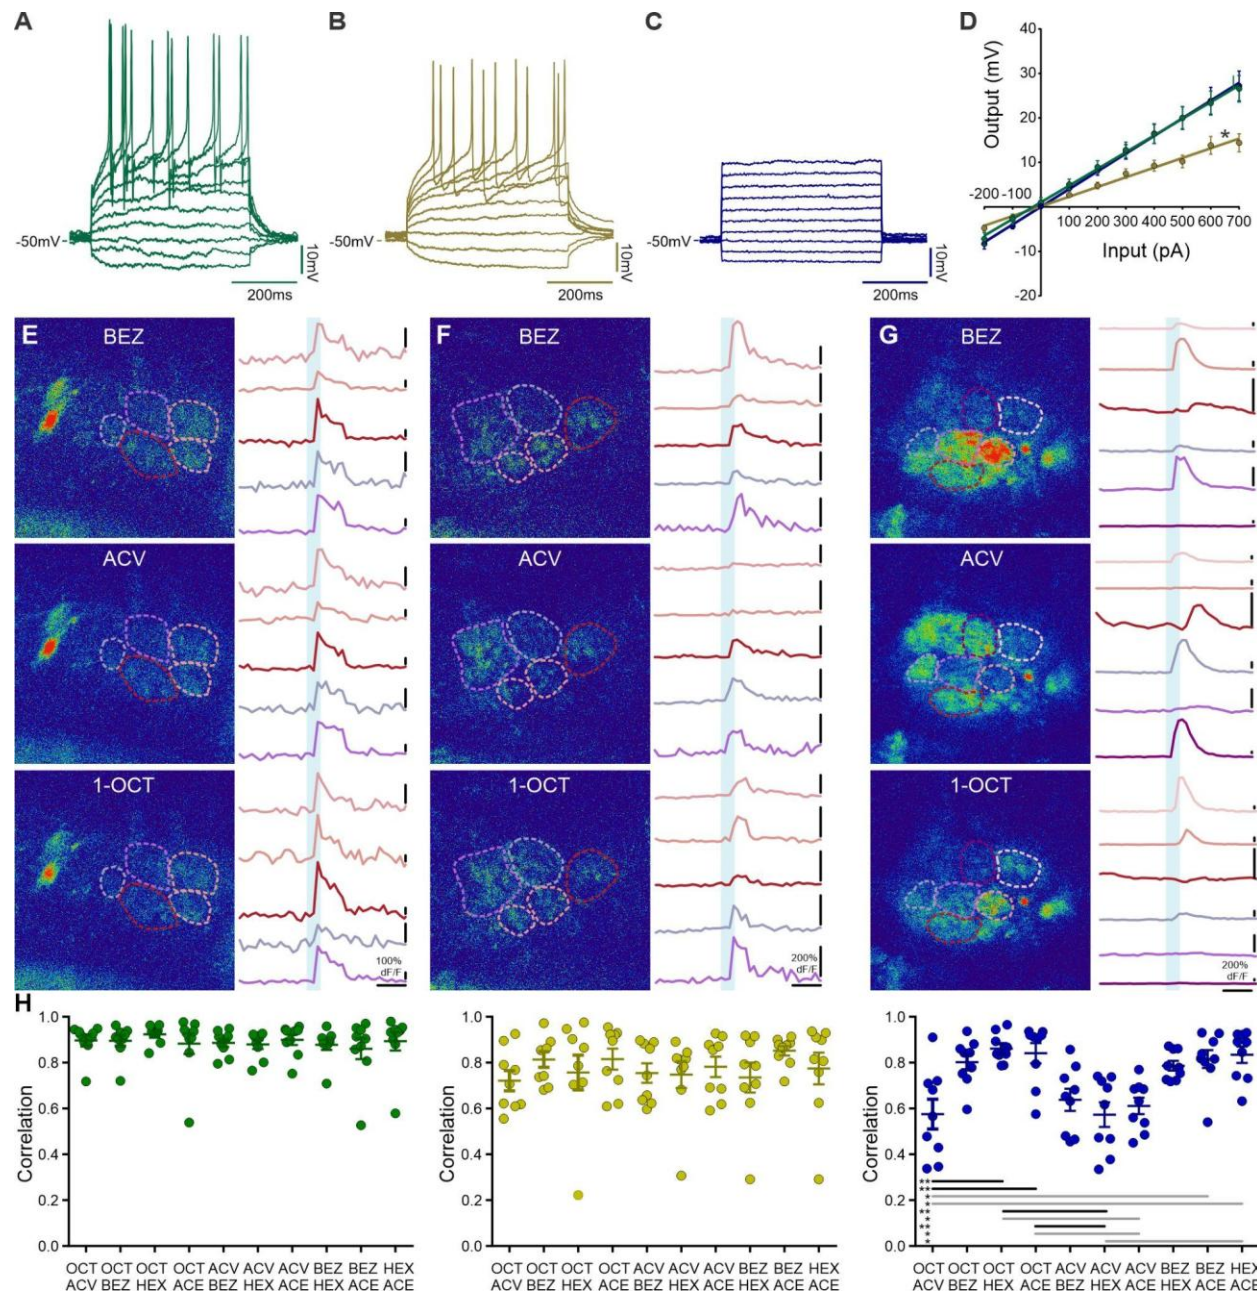 A
B
C
D
-50mV
10mV
200ms
-50mV
10mV
200ms
-50mV
10mV
200ms
Output (mV)
40
30
20
10
-10
-20
-200
-100
100 200 300 400 500 600 700
Input (pA)
*
E
BEZ
ACV
1-OCT
100%
dF/F
F
BEZ
ACV
1-OCT
200%
dF/F
G
BEZ
ACV
1-OCT
200%
dF/F
H
Correlation
1.0
0.8
0.6
0.4
0.2
0.0
OCT OCT OCT OCT ACV ACV ACV BEZ BEZ HEX
ACV BEZ HEX ACE BEZ HEX ACE HEX ACE ACE
Correlation
1.0
0.8
0.6
0.4
0.2
0.0
OCT OCT OCT OCT ACV ACV ACV BEZ BEZ HEX
ACV BEZ HEX ACE BEZ HEX ACE HEX ACE ACE
Correlation
1.0
0.8
0.6
0.4
0.2
0.0
**
**
*
*
**
*
**
*
*
OCT OCT OCT OCT ACV ACV ACV BEZ BEZ HEX
ACV BEZ HEX ACE BEZ HEX ACE HEX ACE ACE